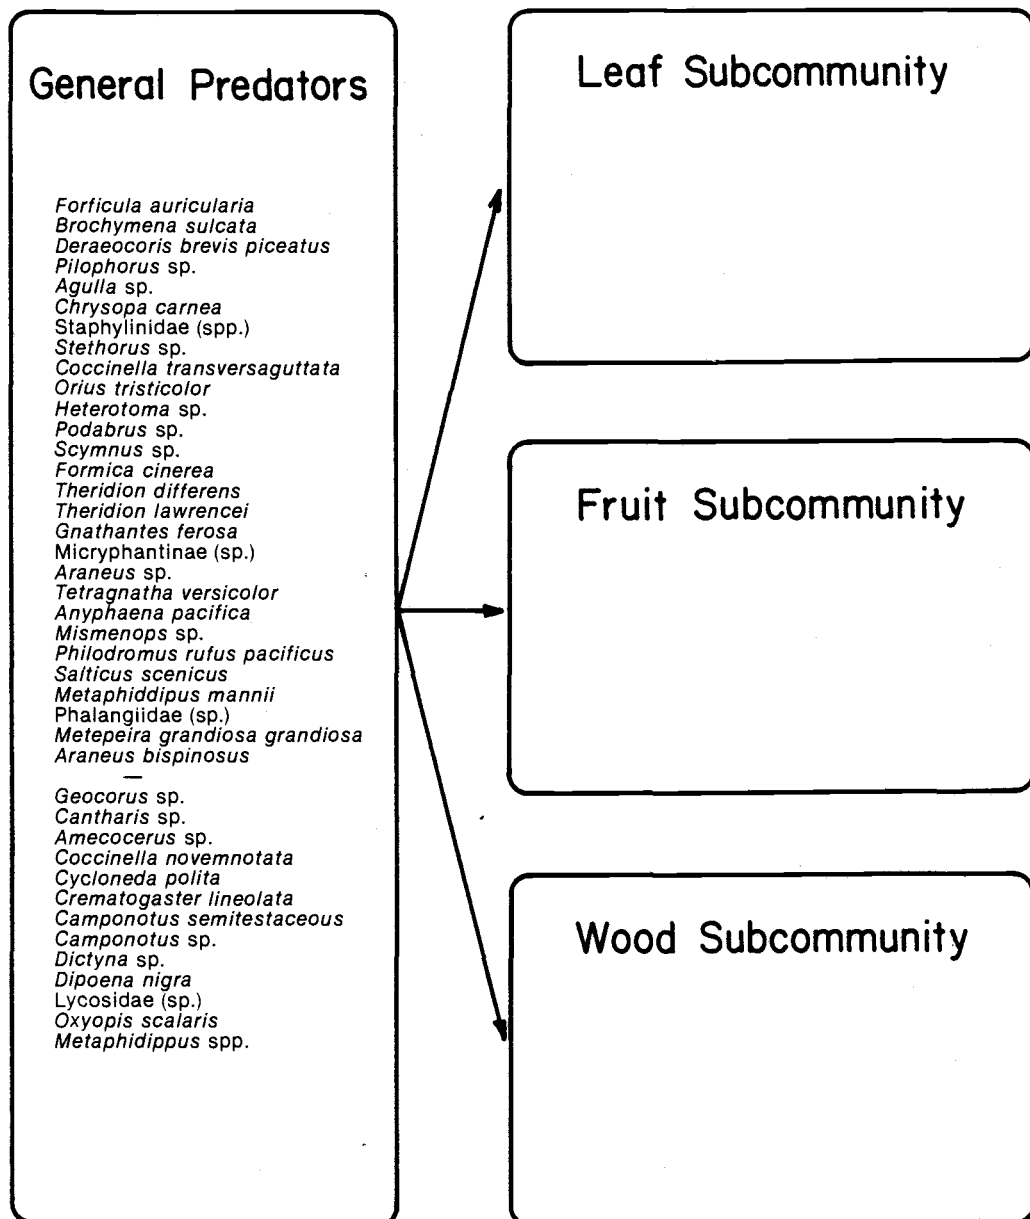 General Predators
Forficula auricularia
Brochymena sulcata
Deraeocoris brevis piceatus
Pilophorus sp.
Agulla sp.
Chrysopa carnea
Staphylinidae (spp.)
Stethorus sp.
Coccinella transversaguttata
Orius tristicolor
Heterotoma sp.
Podabrus sp.
Scymnus sp.
Formica cinerea
Theridion differens
Theridion lawrencei
Gnathantes ferosa
Micryphantinae (sp.)
Araneus sp.
Tetragnatha versicolor
Anyphaena pacifica
Mismenops sp.
Philodromus rufus pacificus
Salticus scenicus
Metaphiddipus mannii
Phalangiidae (sp.)
Metepeira grandiosa grandiosa
Araneus bispinosus
—
Geocorus sp.
Cantharis sp.
Amecocerus sp.
Coccinella novemnotata
Cycloneda polita
Crematogaster lineolata
Camponotus semitestaceous
Camponotus sp.
Dictyna sp.
Dipoena nigra
Lycosidae (sp.)
Oxyopis scalaris
Metaphidippus spp.
Leaf Subcommunity
Fruit Subcommunity
Wood Subcommunity